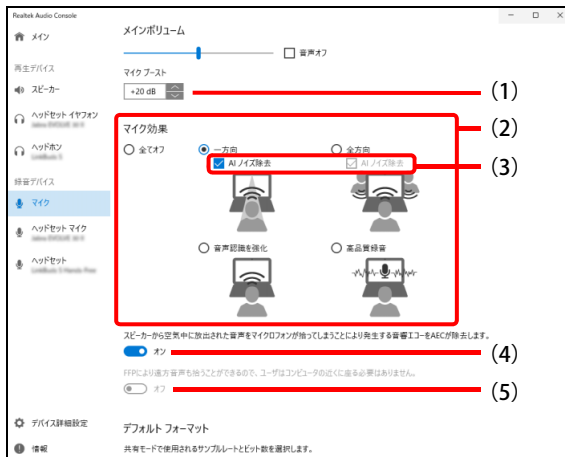 Realtek Audio Console
メイン
再生デバイス
スピーカー
ヘッドセット イヤフォン
ヘッドホン
録音デバイス
マイク
ヘッドセット マイク
ヘッドセット
デバイス詳細設定
情報
メインボリューム
音声オフ
マイク ブースト
+20 dB
マイク効果
全てオフ
一方向
全方向
AI ノイズ除去
AI ノイズ除去
音声認識を強化
高品質録音
スピーカーから空気中に放出された音声をマイクロフォンが拾ってしまうことにより発生する音響エコーをAECが除去します。
オン
FFPにより遠方音声も拾うことができるので、ユーザはコンピュータの近くに座る必要はありません。
オフ
デフォルト フォーマット
共有モードで使用されるサンプルレートとビット数を選択します。
(1)
(2)
(3)
(4)
(5)